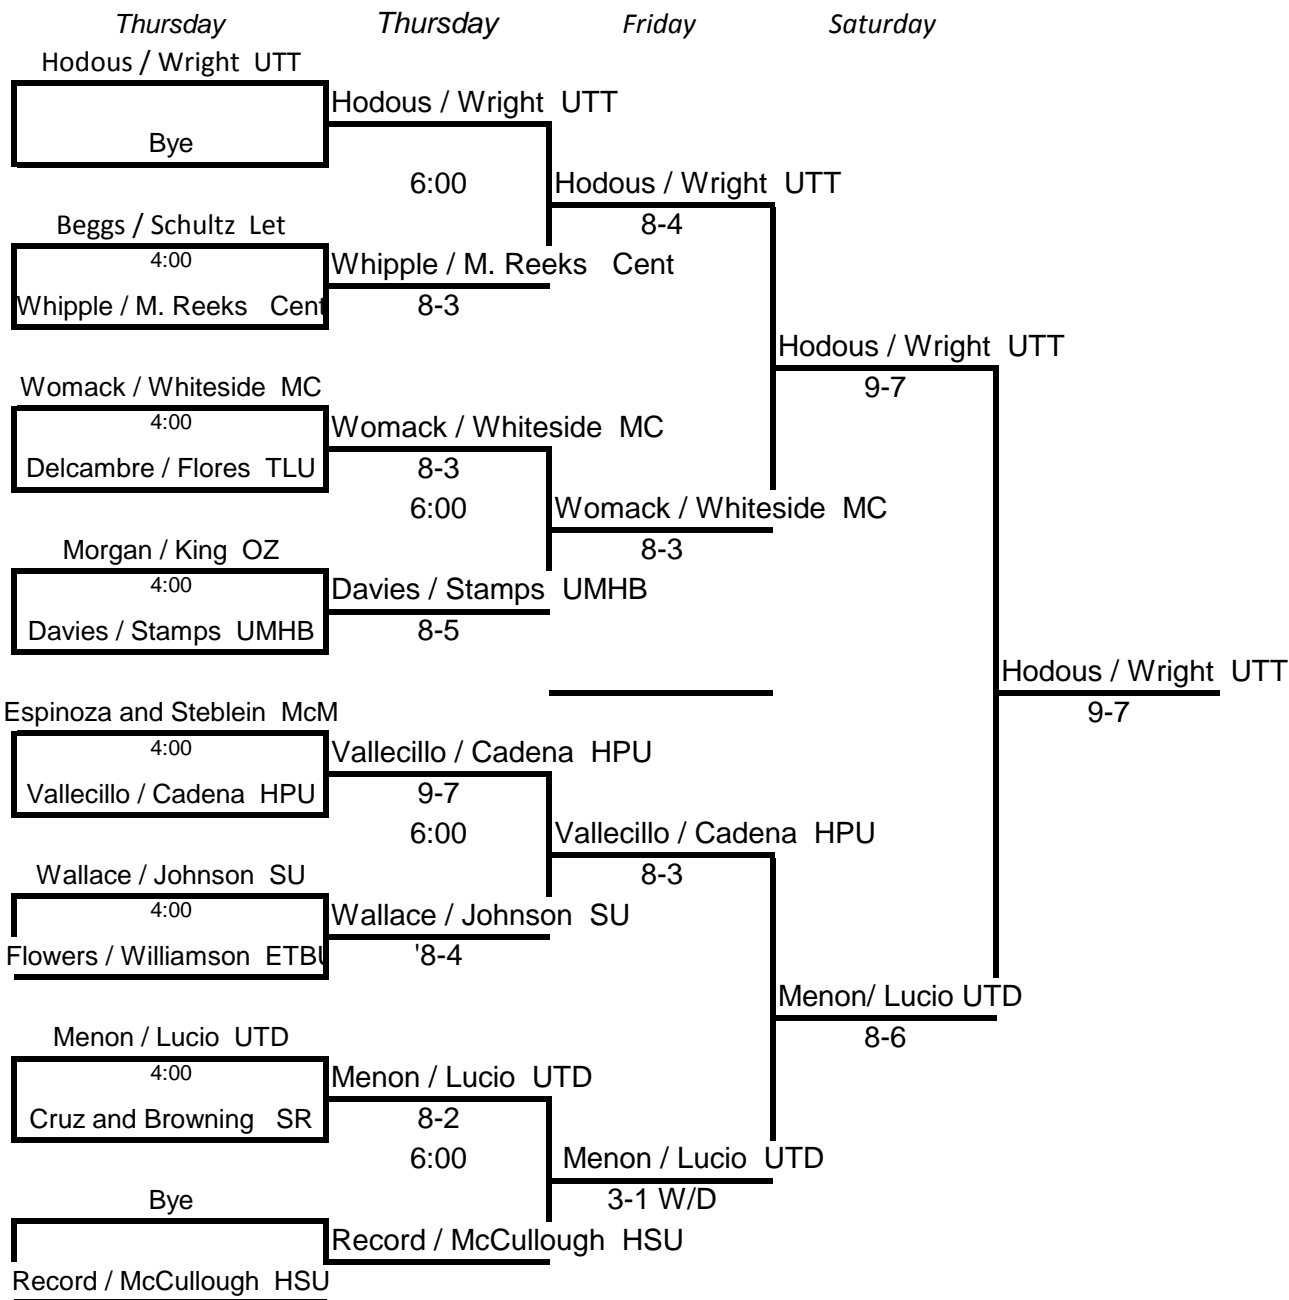 Thursday Thursday Friday Saturday
Hodous / Wright UTT
Hodous / Wright UTT
Bye
6:00 Hodous / Wright UTT
Beggs / Schultz Let 8-4
4:00 Whipple / M. Reeks Cent
Whipple / M. Reeks Cent 8-3
Hodous / Wright UTT
Womack / Whiteside MC 9-7
4:00 Womack / Whiteside MC
Delcambre / Flores TLU 8-3
6:00 Womack / Whiteside MC
Morgan / King OZ 8-3
4:00 Davies / Stamps UMHB
Davies / Stamps UMHB 8-5
Hodous / Wright UTT
Espinoza and Steblein McM 9-7
4:00 Vallecillo / Cadena HPU
Vallecillo / Cadena HPU 9-7
6:00 Vallecillo / Cadena HPU
Wallace / Johnson SU 8-3
4:00 Wallace / Johnson SU
Flowers / Williamson ETBU '8-4
Menon/ Lucio UTD
Menon / Lucio UTD 8-6
4:00 Menon / Lucio UTD
Cruz and Browning SR 8-2
6:00 Menon / Lucio UTD
Bye 3-1 W/D
Record / McCullough HSU
Record / McCullough HSU